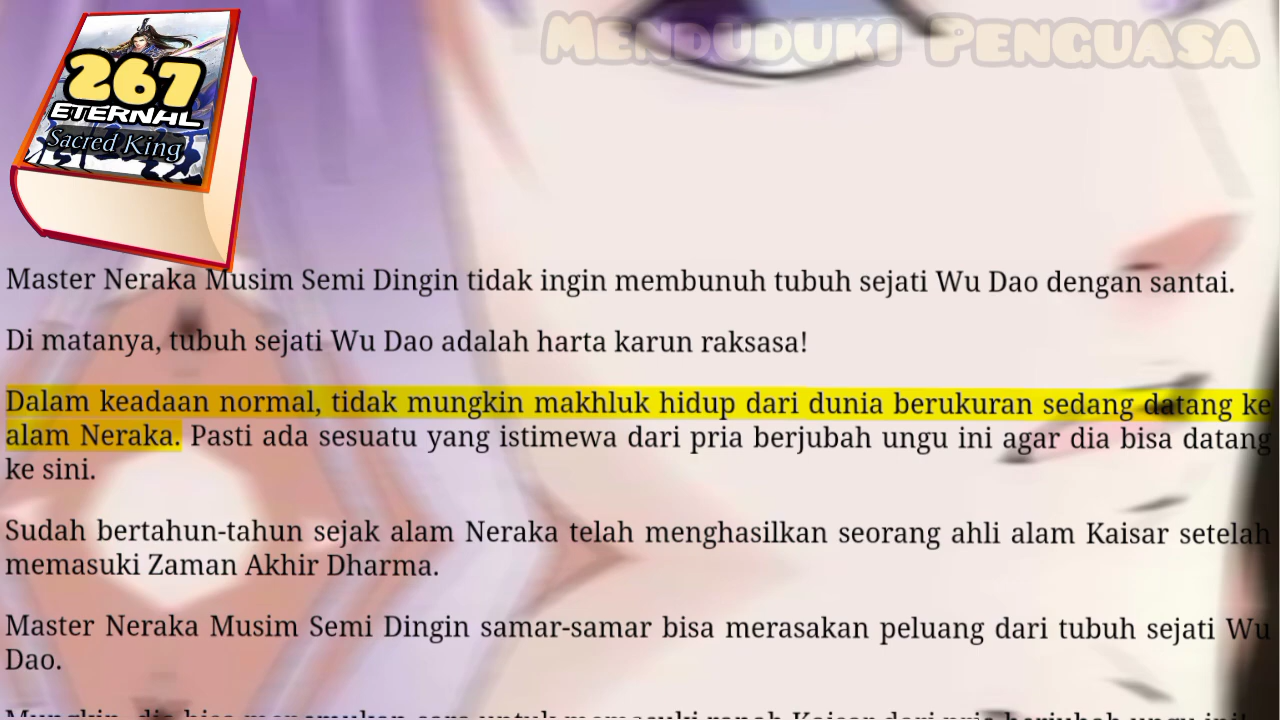 Menduduki Penguasa
267
ETERNAL
Sacred King
Master Neraka Musim Semi Dingin tidak ingin membunuh tubuh sejati Wu Dao dengan santai.
Di matanya, tubuh sejati Wu Dao adalah harta karun raksasa!
Dalam keadaan normal, tidak mungkin makhluk hidup dari dunia berukuran sedang datang ke
alam Neraka. Pasti ada sesuatu yang istimewa dari pria berjubah ungu ini agar dia bisa datang
ke sini.
Sudah bertahun-tahun sejak alam Neraka telah menghasilkan seorang ahli alam Kaisar setelah
memasuki Zaman Akhir Dharma.
Master Neraka Musim Semi Dingin samar-samar bisa merasakan peluang dari tubuh sejati Wu
Dao.